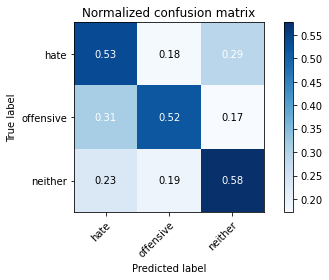 Normalized confusion matrix
True label
hate 0.53 0.18 0.29
offensive 0.31 0.52 0.17
neither 0.23 0.19 0.58
hate offensive neither
Predicted label
0.55
0.50
0.45
0.40
0.35
0.30
0.25
0.20